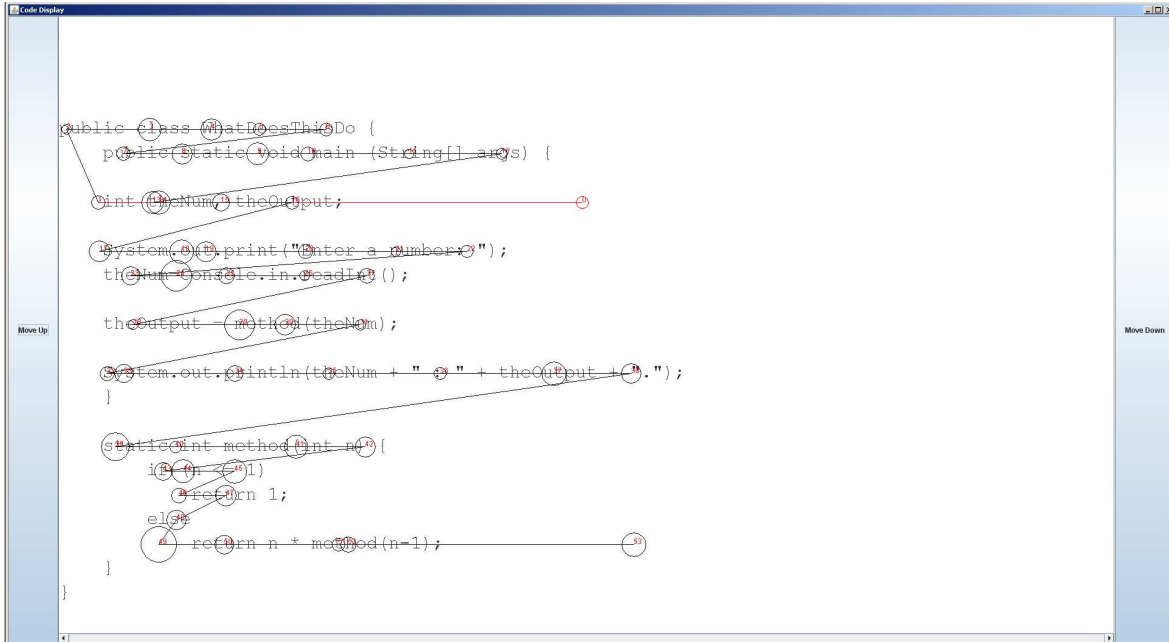 Code Display
public class WhatDoesThisDo {
public static void main (String[] args) {
int theNum, theOutput;
System.out.print("Enter a number: ");
theNum = Console.in.readInt();
theOutput = method(theNum);
System.out.println(theNum + " : " + theOutput + ".");
}
static int method(int n) {
if (n <= 1)
return 1;
else
return n * method(n-1);
}
}
Move Up
Move Down